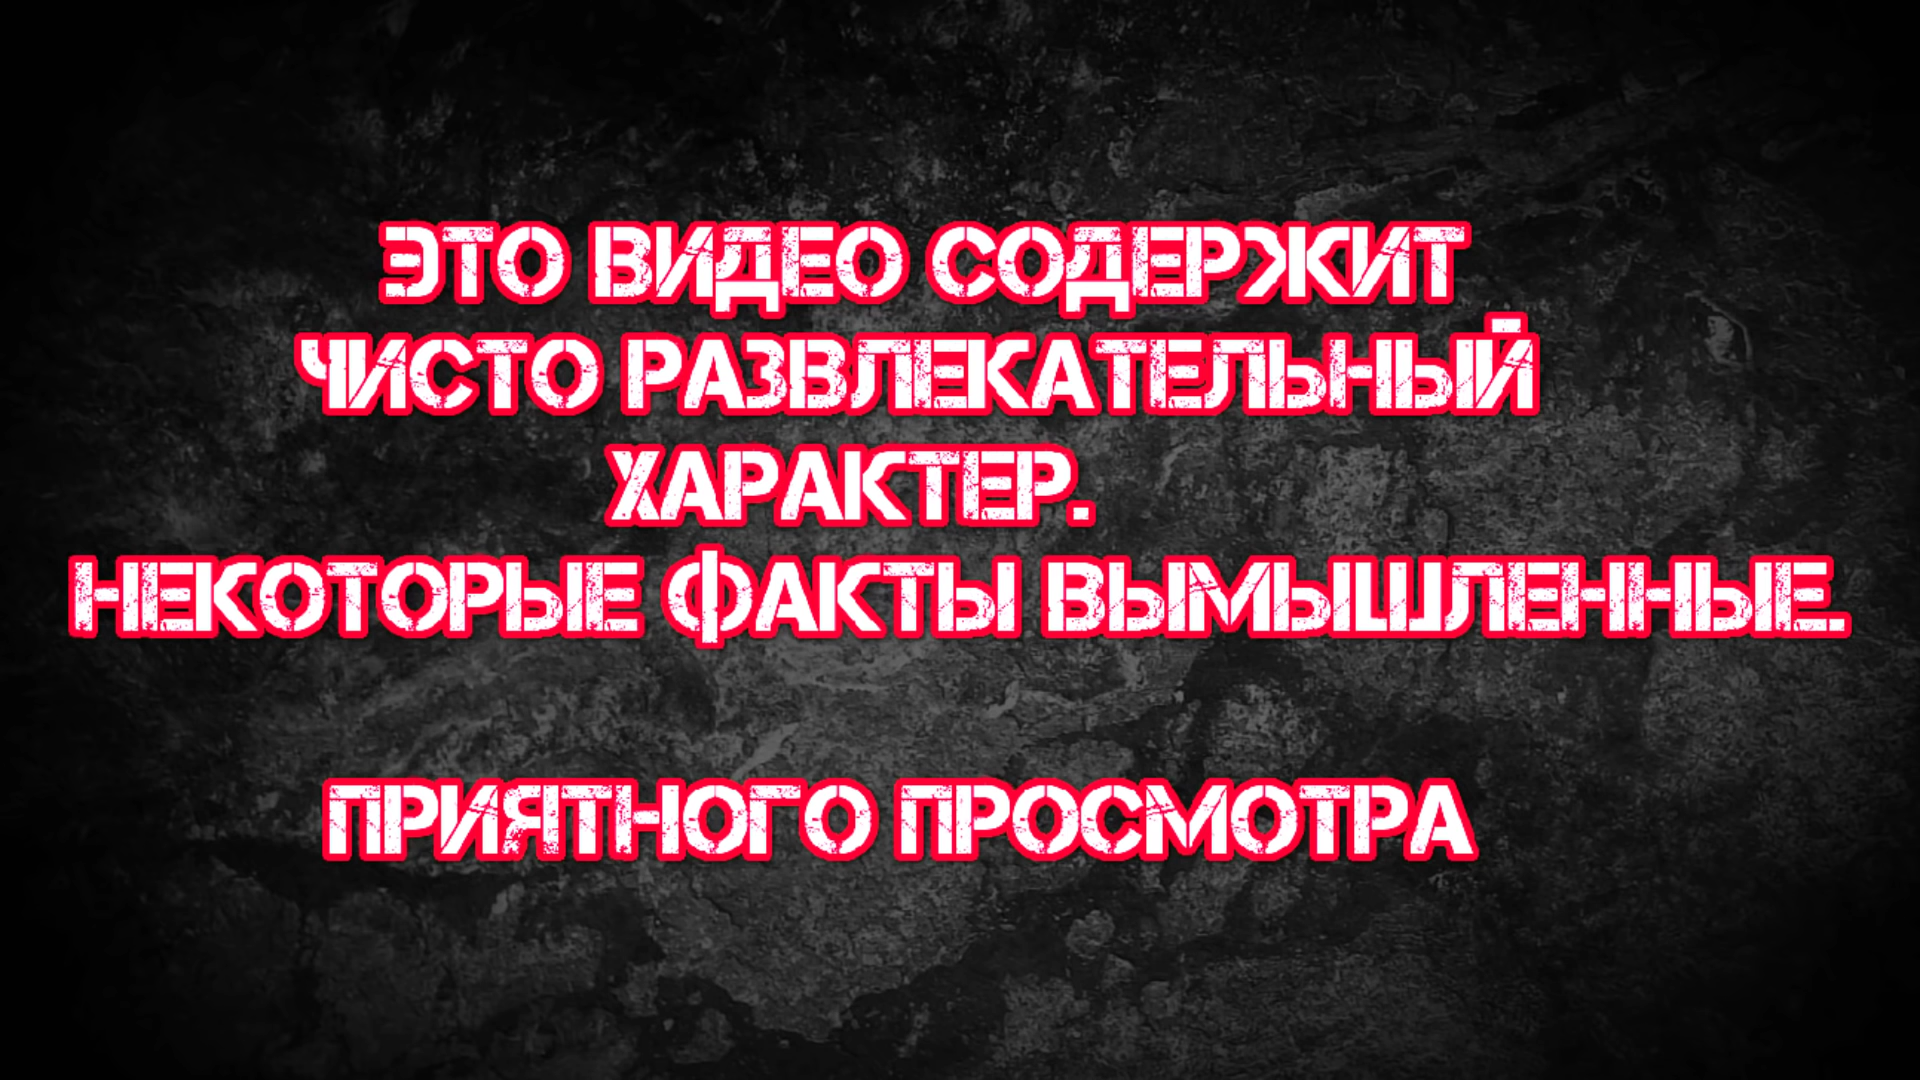 ЭТО ВИДЕО СОДЕРЖИТ
ЧИСТО РАЗВЛЕКАТЕЛЬНЫЙ
ХАРАКТЕР.
НЕКОТОРЫЕ ФАКТЫ ВЫМЫШЛЕННЫЕ.
ПРИЯТНОГО ПРОСМОТРА